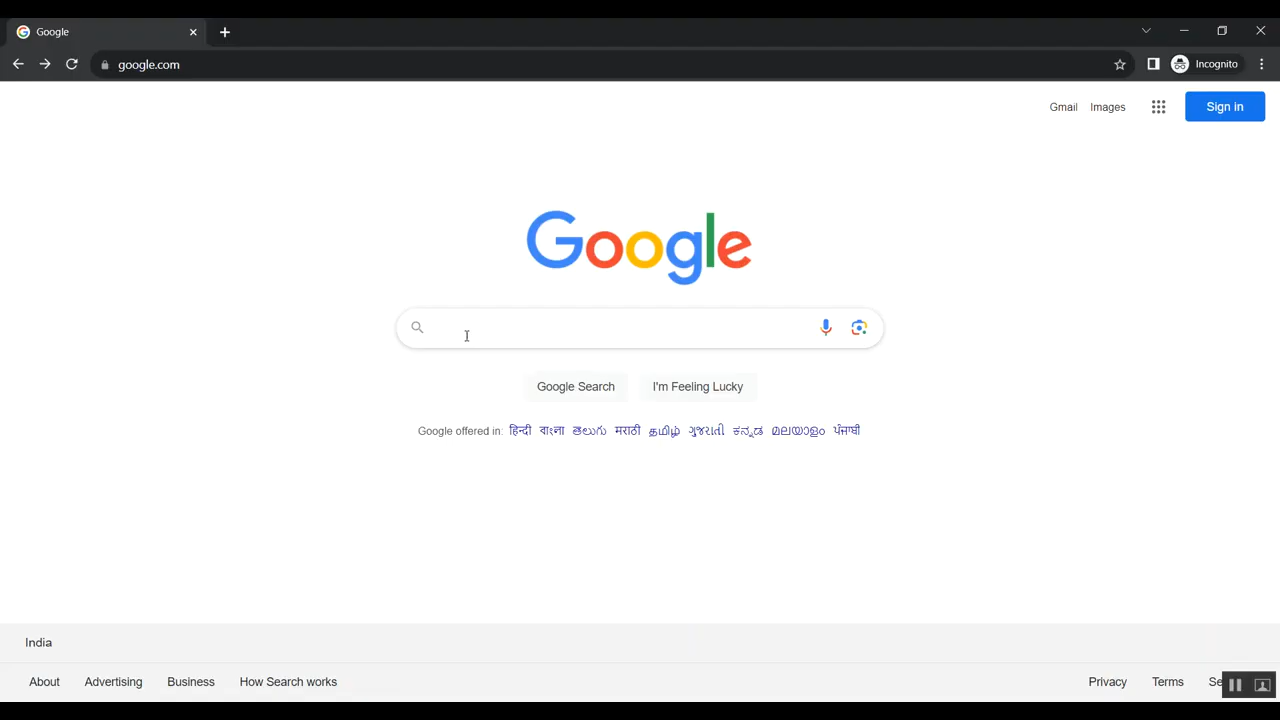 Google
google.com
Incognito
Gmail Images Sign in
Google
Google Search I'm Feeling Lucky
Google offered in: हिन्दी বাংলা తెలుగు मराठी தமிழ் ગુજરાતી ಕನ್ನಡ മലയാളം ਪੰਜਾਬੀ
India
About Advertising Business How Search works Privacy Terms